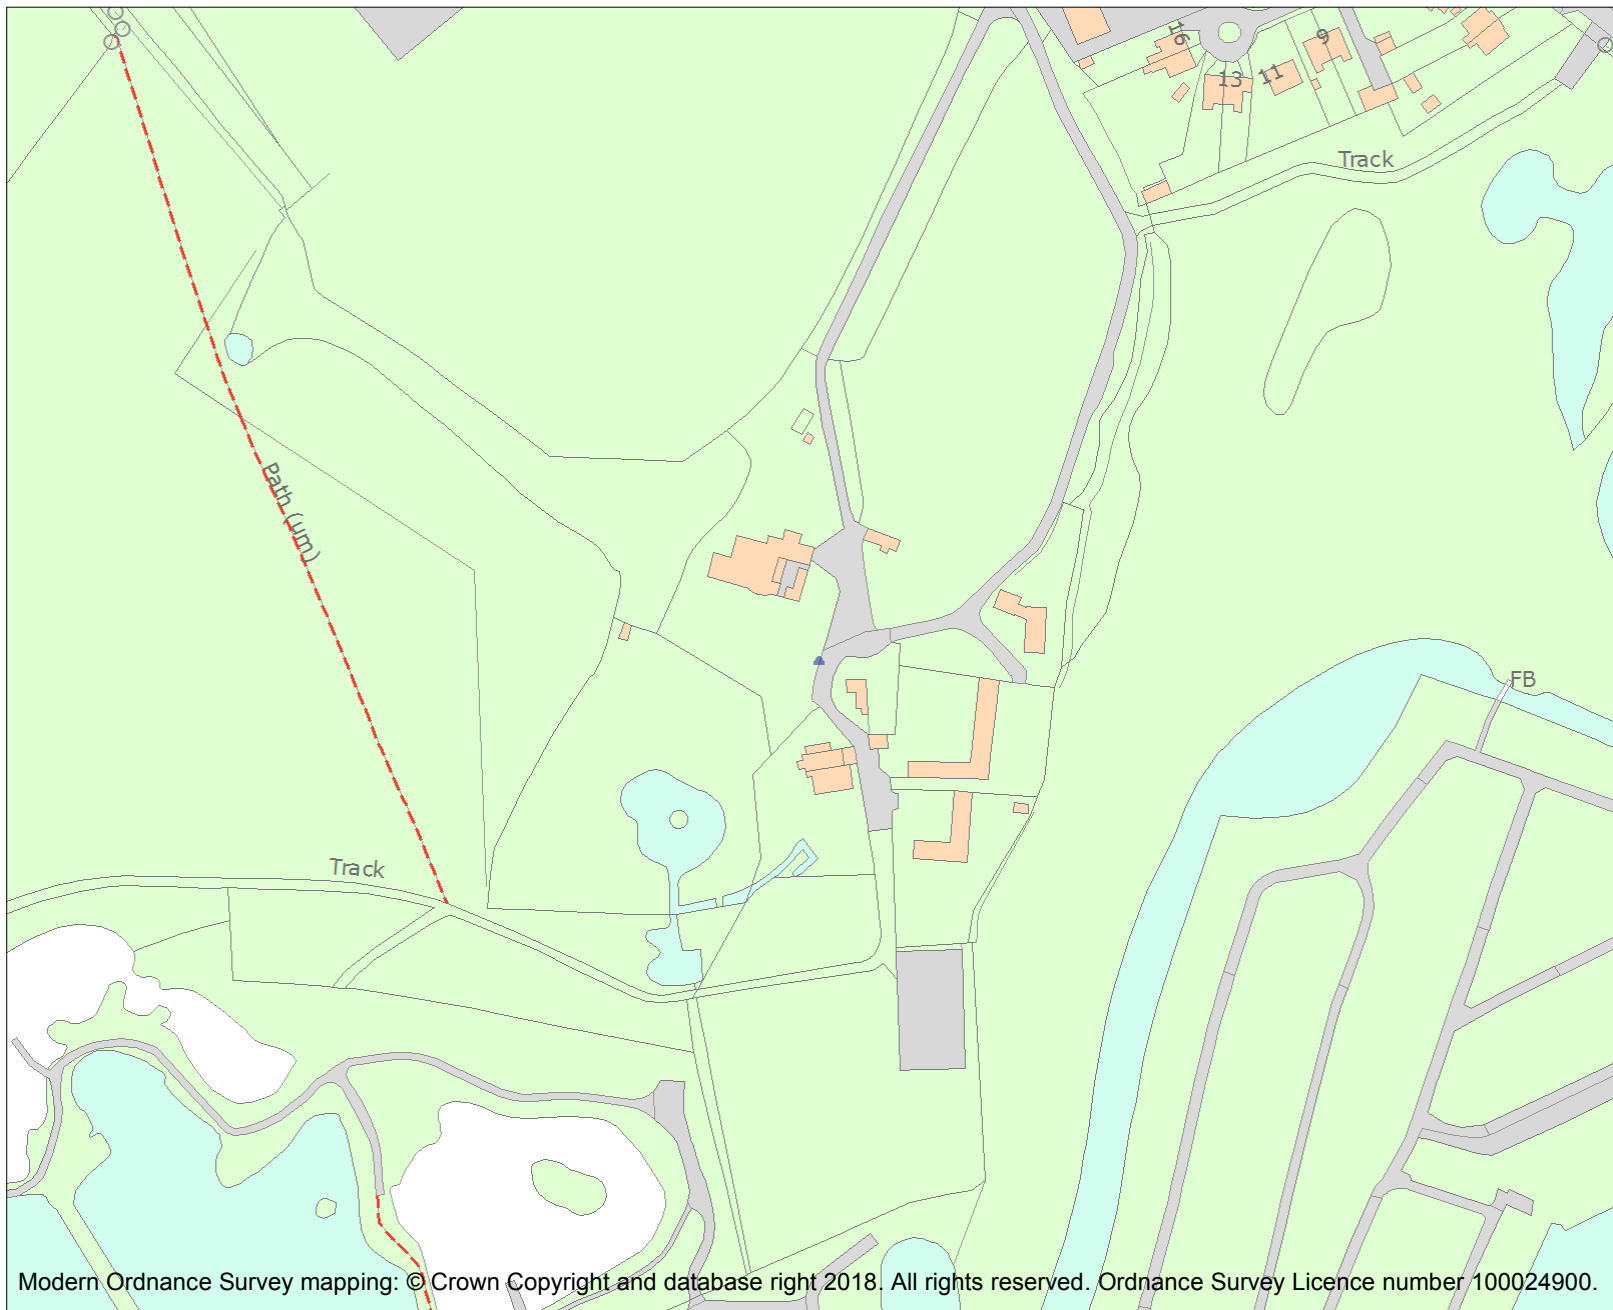 16
9
13
11
Track
Path (um)
FB
Track
Modern Ordnance Survey mapping: © Crown Copyright and database right 2018. All rights reserved. Ordnance Survey Licence number 100024900.